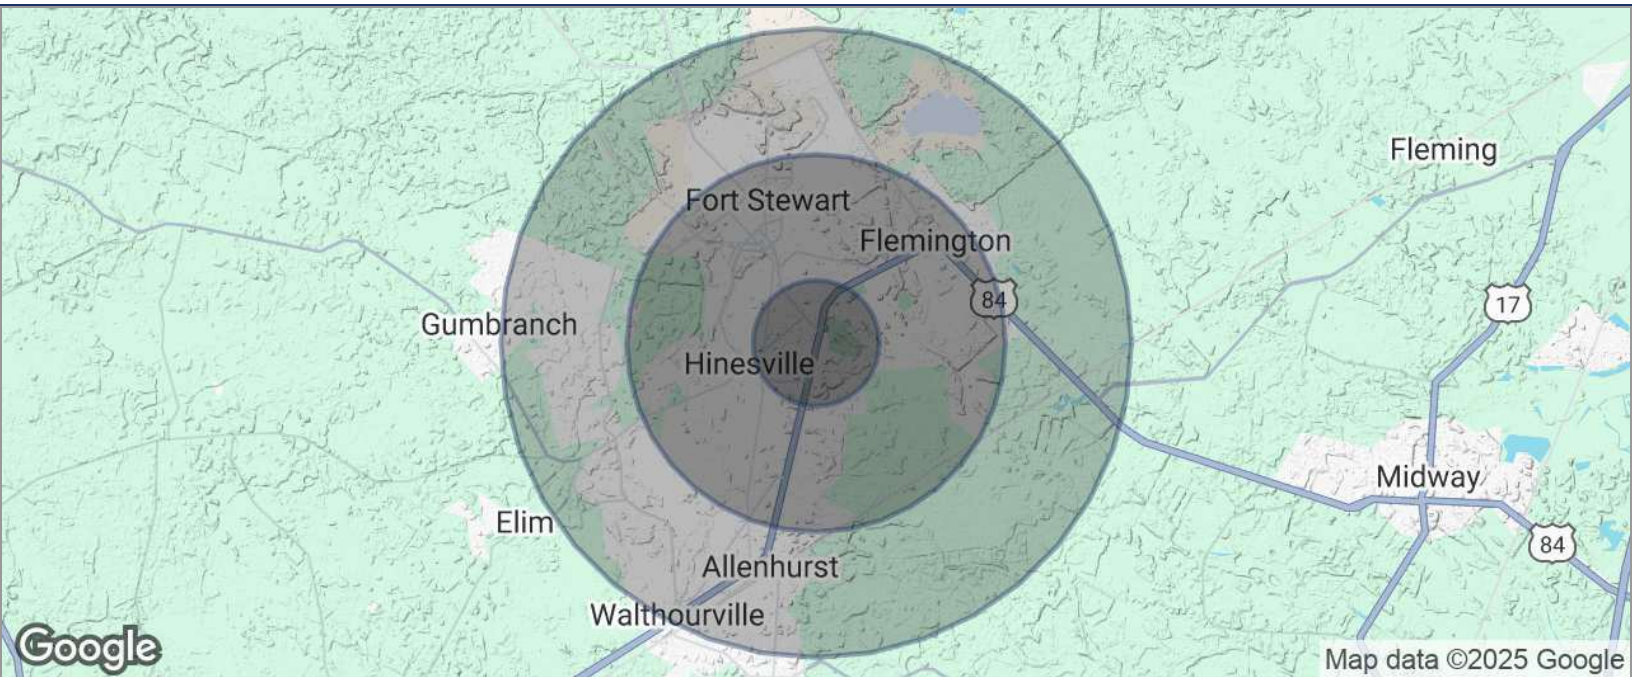 Fleming
Fort Stewart
Flemington
84
17
Gumbranch
Hinesville
Midway
Elim
84
Allenhurst
Walthourville
Google
Map data ©2025 Google